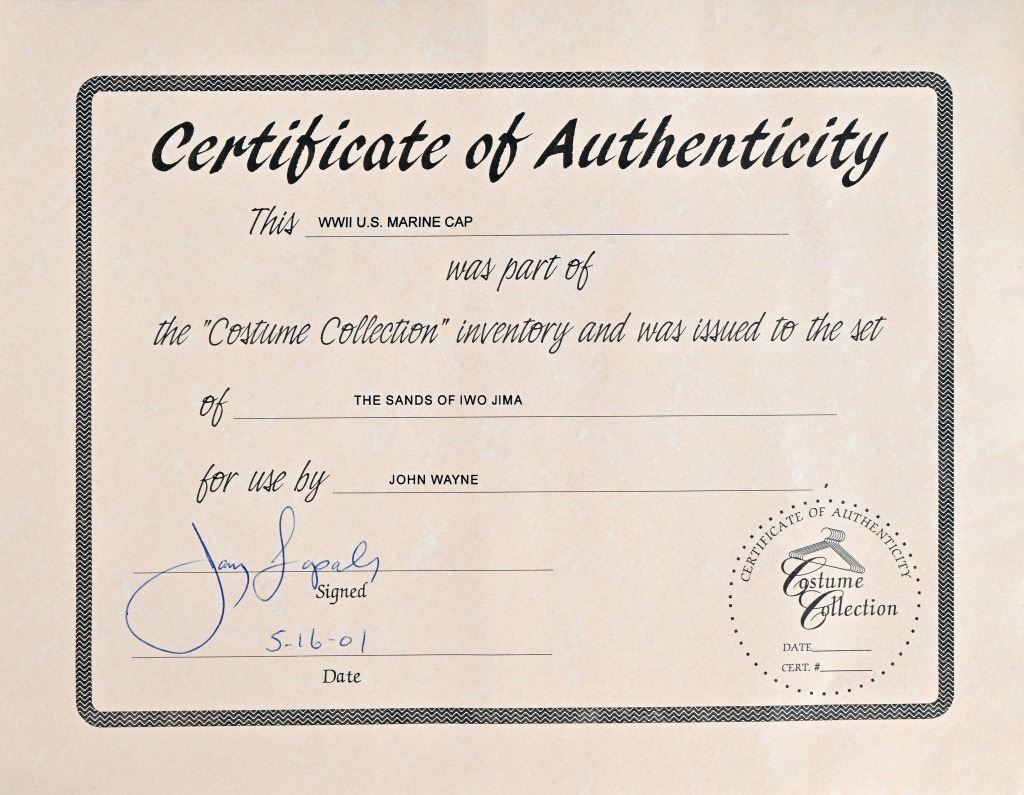 Certificate of Authenticity
This WWII U.S. MARINE CAP
was part of
the "Costume Collection" inventory and was issued to the set
of THE SANDS OF IWO JIMA
for use by JOHN WAYNE
Signed
5-16-01
Date
CERTIFICATE OF AUTHENTICITY
Costume
Collection
DATE
CERT. #